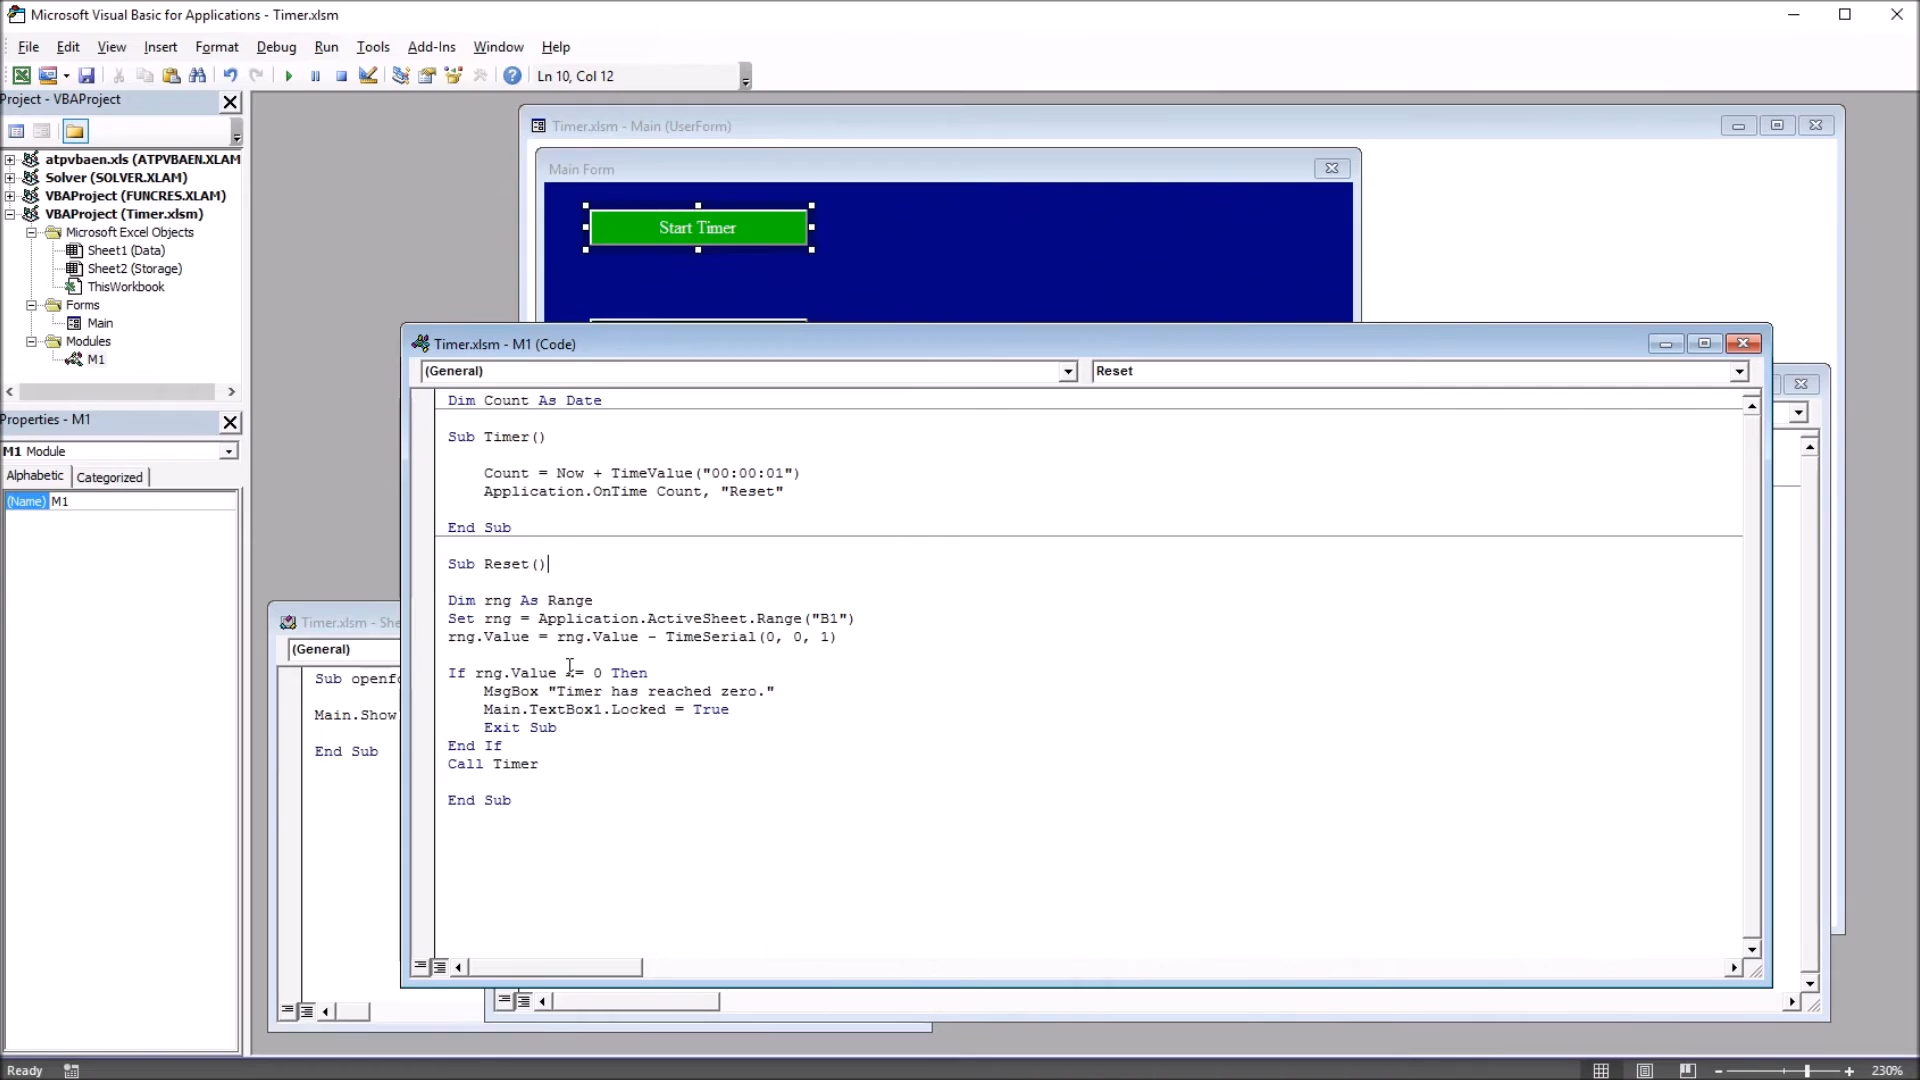 Microsoft Visual Basic for Applications - Timer.xlsm
File Edit View Insert Format Debug Run Tools Add-Ins Window Help
Ln 10, Col 12
Project - VBAProject
atpvbaen.xls (ATPVBAEN.XLAM
Solver (SOLVER.XLAM)
VBAProject (FUNCRES.XLAM)
VBAProject (Timer.xlsm)
Microsoft Excel Objects
Sheet1 (Data)
Sheet2 (Storage)
ThisWorkbook
Forms
Main
Modules
M1
Properties - M1
M1 Module
Alphabetic Categorized
(Name) M1
Timer.xlsm - Main (UserForm)
Main Form
Start Timer
Timer.xlsm - She
(General)
Sub openfo
Main.Show
End Sub
Timer.xlsm - M1 (Code)
(General) Reset
Dim Count As Date
Sub Timer()
Count = Now + TimeValue("00:00:01")
Application.OnTime Count, "Reset"
End Sub
Sub Reset()
Dim rng As Range
Set rng = Application.ActiveSheet.Range("B1")
rng.Value = rng.Value - TimeSerial(0, 0, 1)
If rng.Value <= 0 Then
MsgBox "Timer has reached zero."
Main.TextBox1.Locked = True
Exit Sub
End If
Call Timer
End Sub
Ready
230%